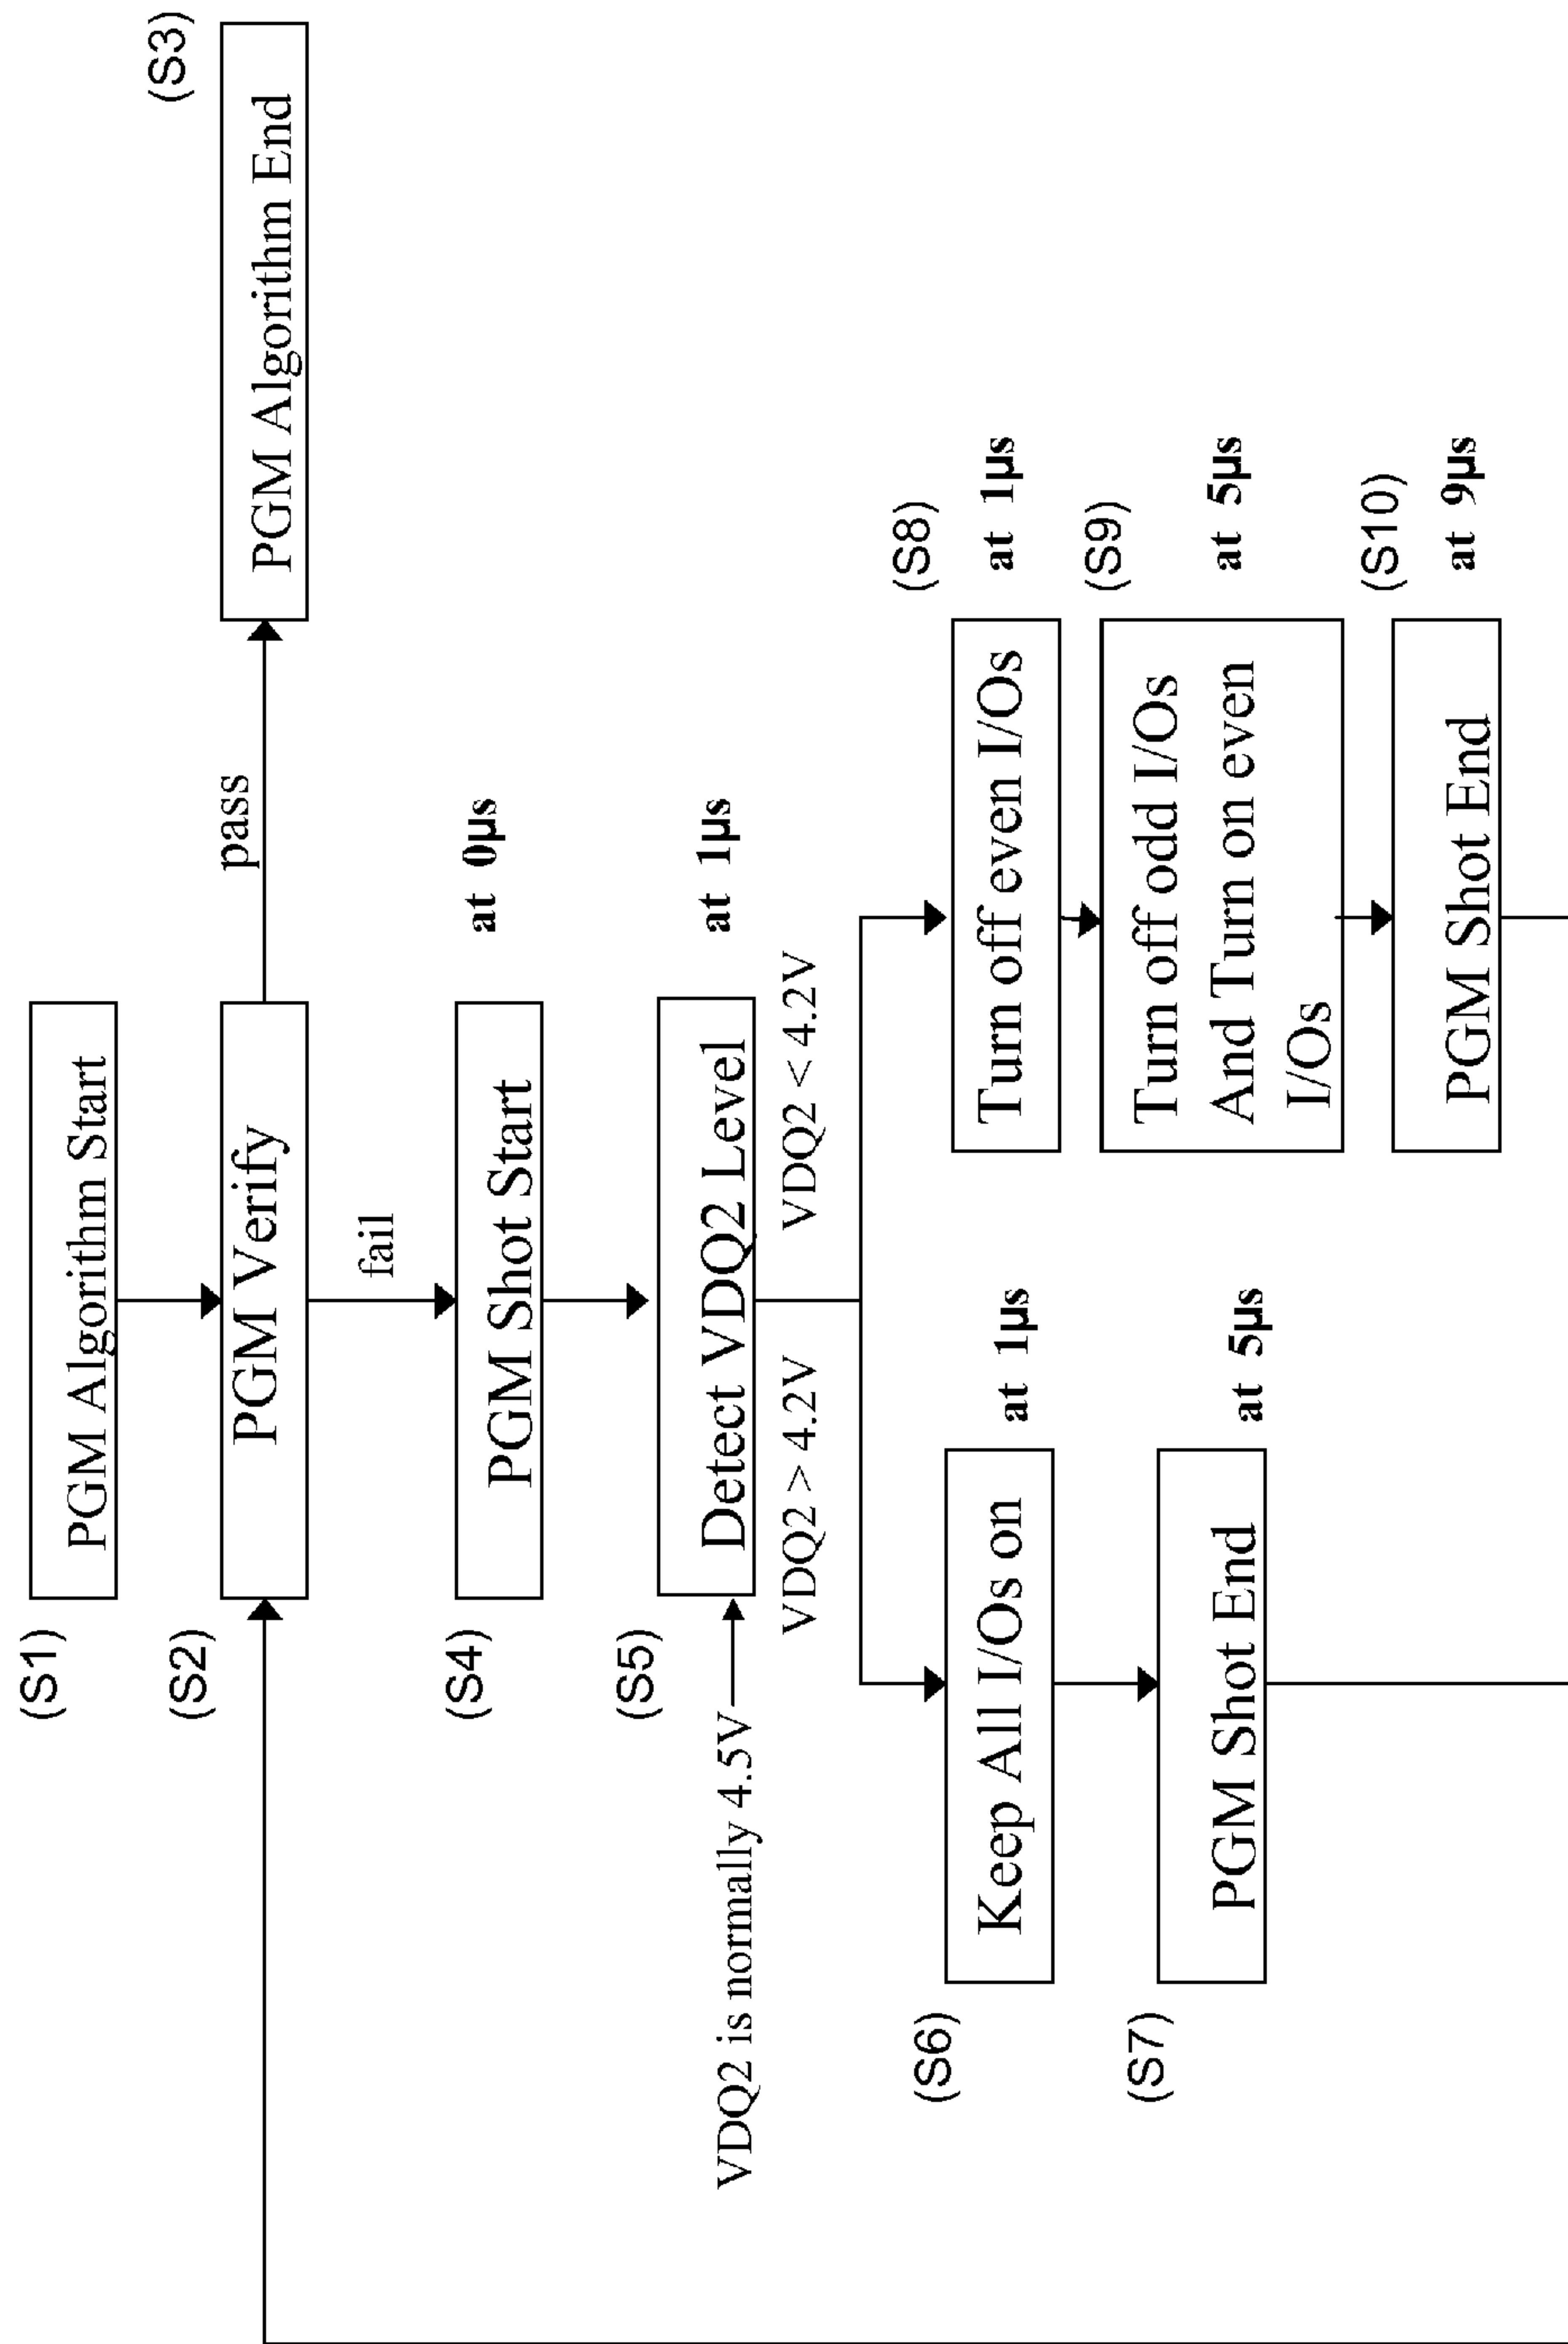 (S1)
PGM Algorithm Start
(S2)
PGM Verify
pass
(S3)
PGM Algorithm End
fail
(S4)
PGM Shot Start
at 0µs
(S5)
VDQ2 is normally 4.5V
Detect VDQ2 Level
at 1µs
VDQ2 > 4.2V
VDQ2 < 4.2V
(S6)
Keep All I/Os on
at 1µs
(S7)
PGM Shot End
at 5µs
(S8)
Turn off even I/Os
at 1µs
(S9)
Turn off odd I/Os
And Turn on even
I/Os
at 5µs
(S10)
PGM Shot End
at 9µs